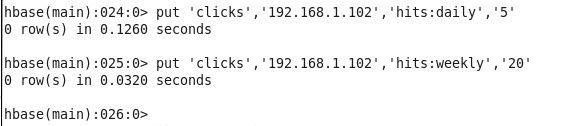 hbase(main):024:0> put 'clicks','192.168.1.102','hits:daily','5'
0 row(s) in 0.1260 seconds
hbase(main):025:0> put 'clicks','192.168.1.102','hits:weekly','20'
0 row(s) in 0.0320 seconds
hbase(main):026:0>